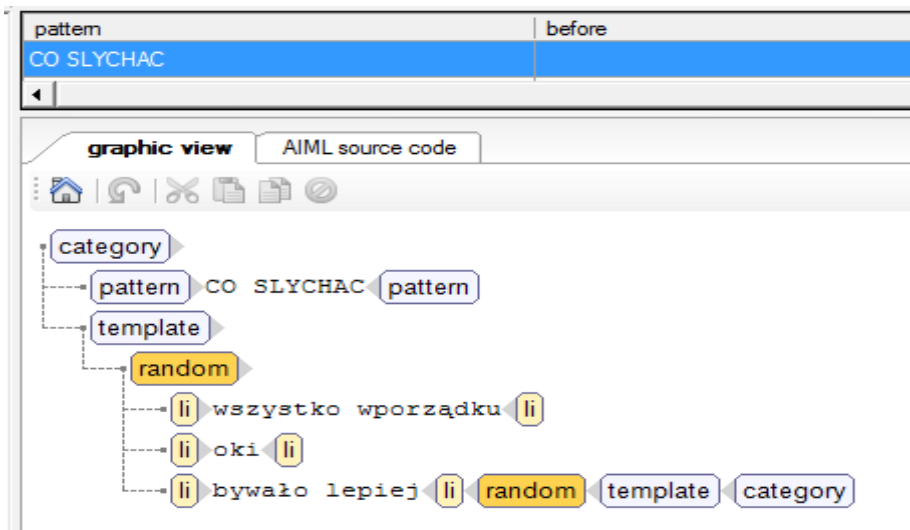 pattern before
CO SLYCHAC
graphic view AIML source code
category
pattern CO SLYCHAC pattern
template
random
li wszystko wporządku li
li oki li
li bywało lepiej li random template category